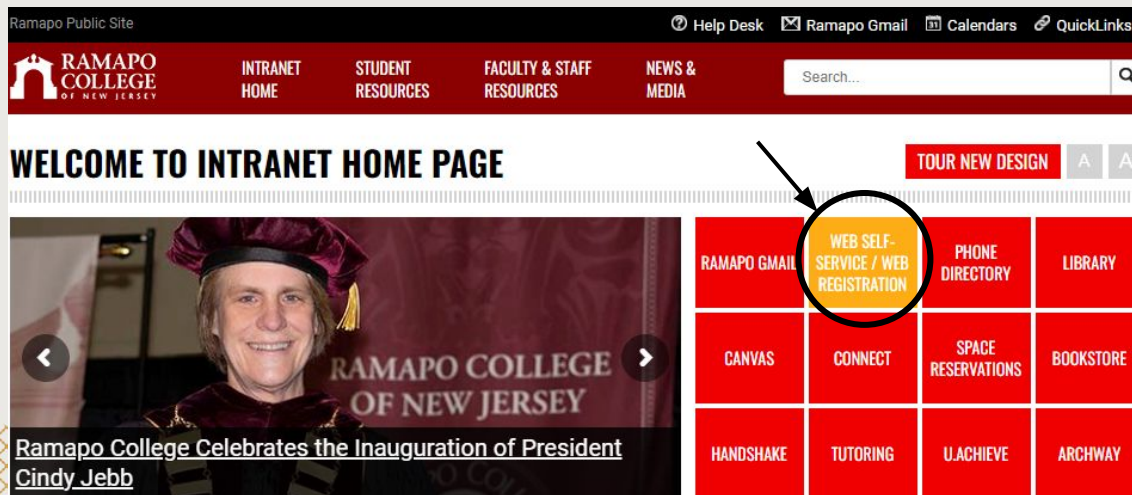 Ramapo Public Site
Help Desk
Ramapo Gmail
Calendars
QuickLinks
RAMAPO
COLLEGE
OF NEW JERSEY
INTRANET
HOME
STUDENT
RESOURCES
FACULTY & STAFF
RESOURCES
NEWS &
MEDIA
Search...
WELCOME TO INTRANET HOME PAGE
TOUR NEW DESIGN
A
A
RAMAPO COLLEGE
OF NEW JERSEY
Ramapo College Celebrates the Inauguration of President
Cindy Jebb
RAMAPO GMAIL
WEB SELF-
SERVICE / WEB
REGISTRATION
PHONE
DIRECTORY
LIBRARY
CANVAS
CONNECT
SPACE
RESERVATIONS
BOOKSTORE
HANDSHAKE
TUTORING
U.ACHIEVE
ARCHWAY